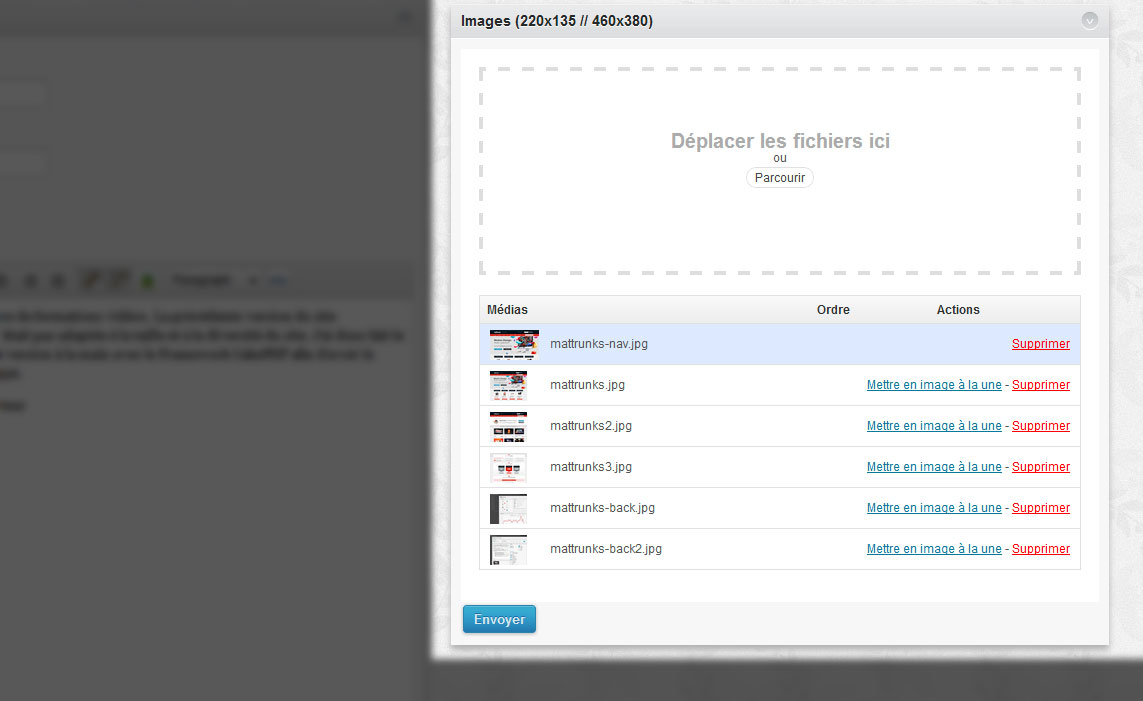 Images (220x135 // 460x380)
Déplacer les fichiers ici
ou
Parcourir
Médias Ordre Actions
mattrunks-nav.jpg Supprimer
mattrunks.jpg Mettre en image à la une - Supprimer
mattrunks2.jpg Mettre en image à la une - Supprimer
mattrunks3.jpg Mettre en image à la une - Supprimer
mattrunks-back.jpg Mettre en image à la une - Supprimer
mattrunks-back2.jpg Mettre en image à la une - Supprimer
Envoyer